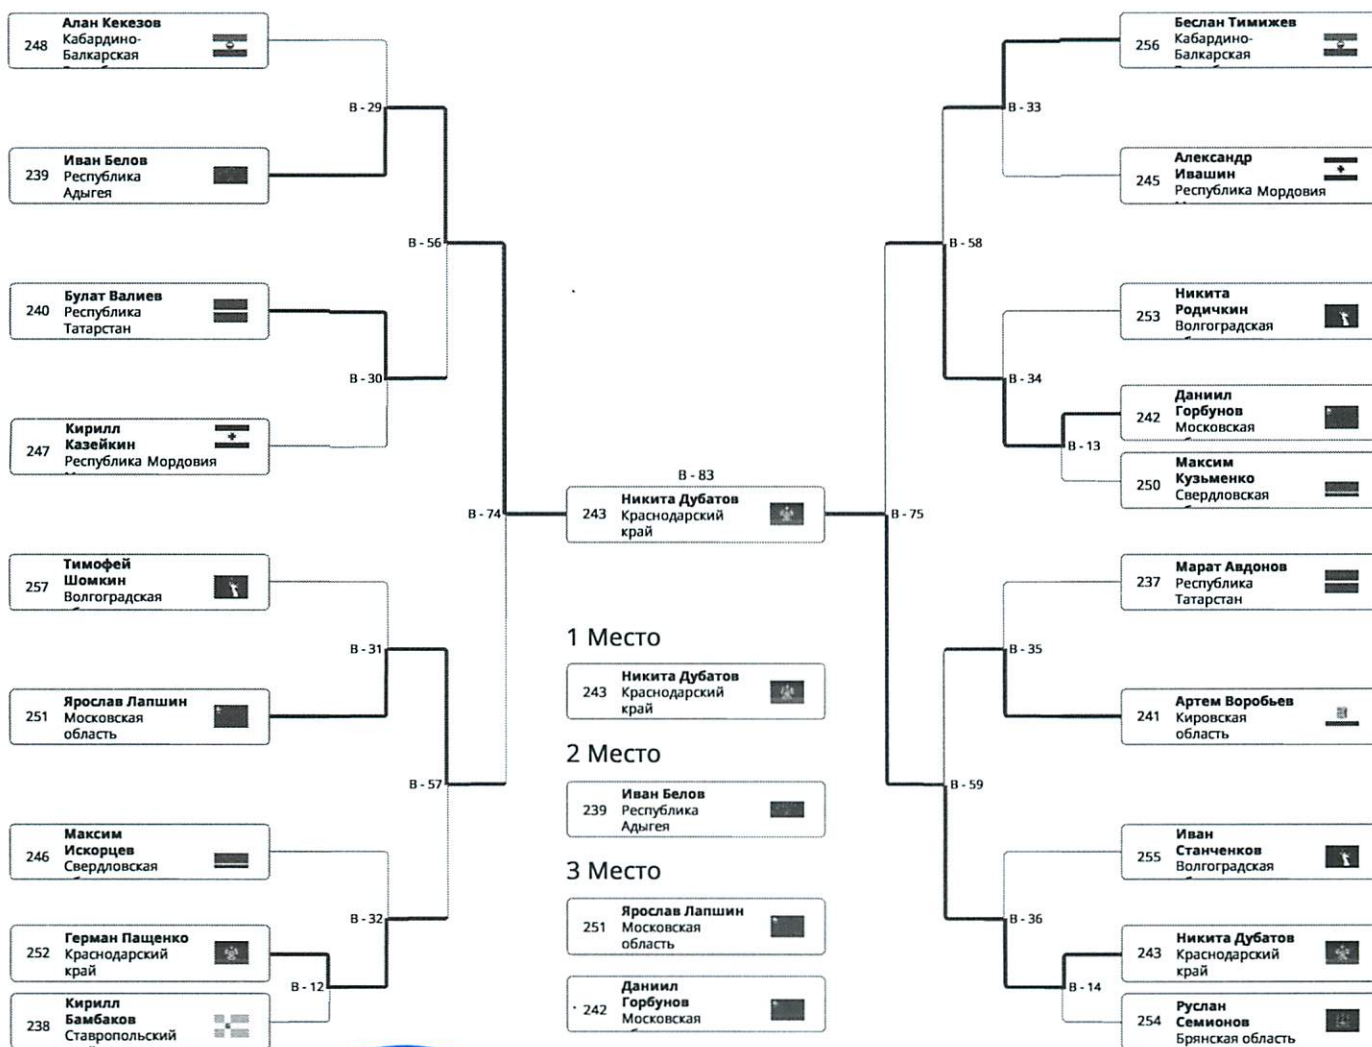 248
Алан Кекезов
Кабардино-
Балкарская
B - 29
239
Иван Белов
Республика
Адыгея
B - 56
240
Булат Валиев
Республика
Татарстан
B - 30
247
Кирилл
Казейкин
Республика Мордовия
B - 74
257
Тимофей
Шомкин
Волгоградская
B - 31
251
Ярослав Лапшин
Московская
область
B - 57
246
Максим
Искорцев
Свердловская
B - 32
252
Герман Пащенко
Краснодарский
край
B - 12
238
Кирилл
Бамбаков
Ставропольский
B - 83
243
Никита Дубатов
Краснодарский
край
1 Место
243
Никита Дубатов
Краснодарский
край
2 Место
239
Иван Белов
Республика
Адыгея
3 Место
251
Ярослав Лапшин
Московская
область
242
Даниил
Горбунов
Московская
256
Беслан Тимижев
Кабардино-
Балкарская
B - 33
245
Александр
Ивашин
Республика Мордовия
B - 58
253
Никита
Родичкин
Волгоградская
B - 34
242
Даниил
Горбунов
Московская
B - 13
250
Максим
Кузьменко
Свердловская
B - 75
237
Марат Авдонов
Республика
Татарстан
B - 35
241
Артем Воробьев
Кировская
область
B - 59
255
Иван
Станченков
Волгоградская
B - 36
243
Никита Дубатов
Краснодарский
край
B - 14
254
Руслан
Семионов
Брянская область